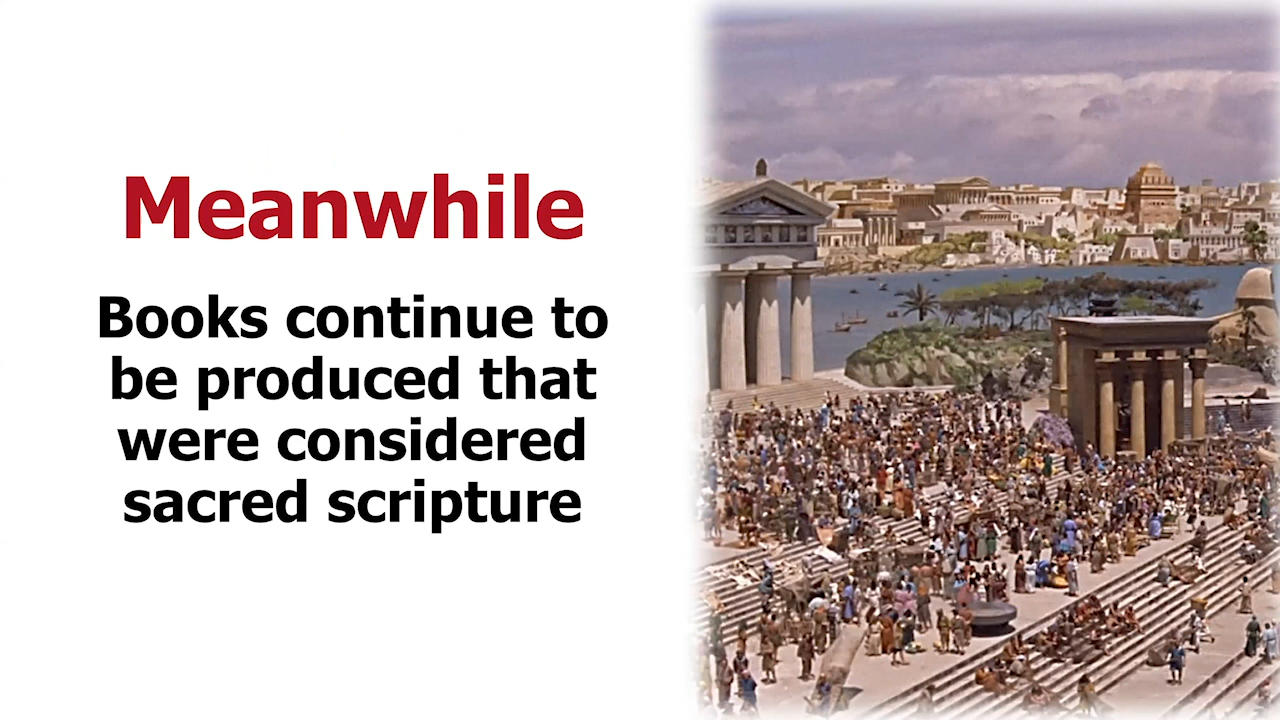 Meanwhile
Books continue to
be produced that
were considered
sacred scripture